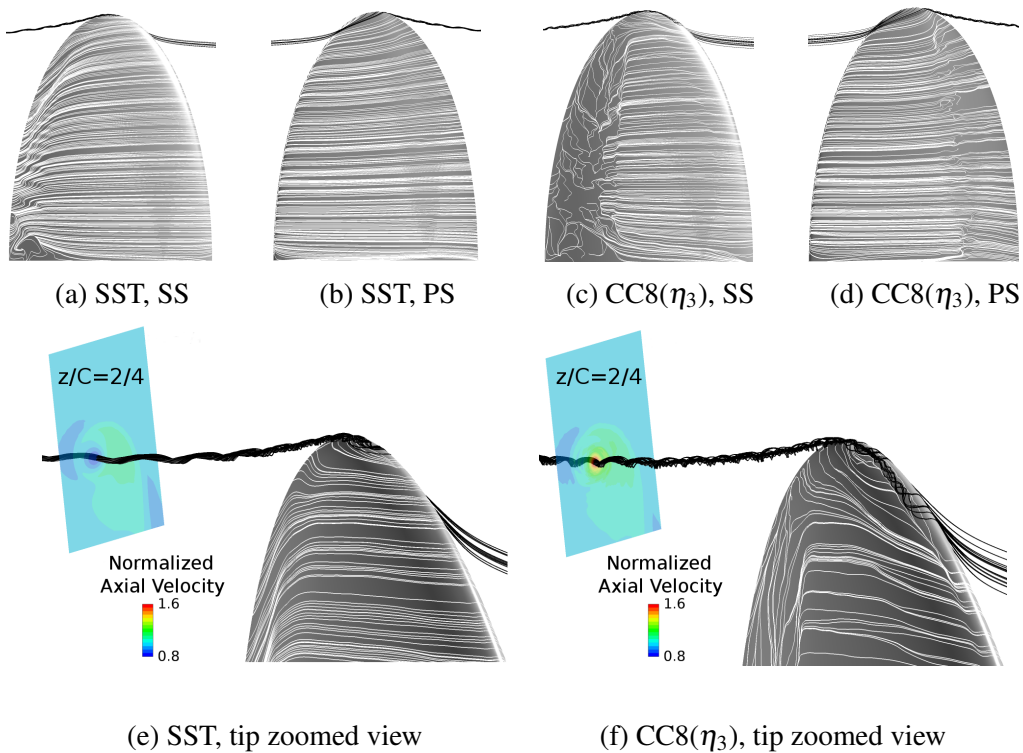 (a) SST, SS
(b) SST, PS
(c) CC8(η₃), SS
(d) CC8(η₃), PS
z/C=2/4
Normalized
Axial Velocity
1.6
0.8
z/C=2/4
Normalized
Axial Velocity
1.6
0.8
(e) SST, tip zoomed view
(f) CC8(η₃), tip zoomed view